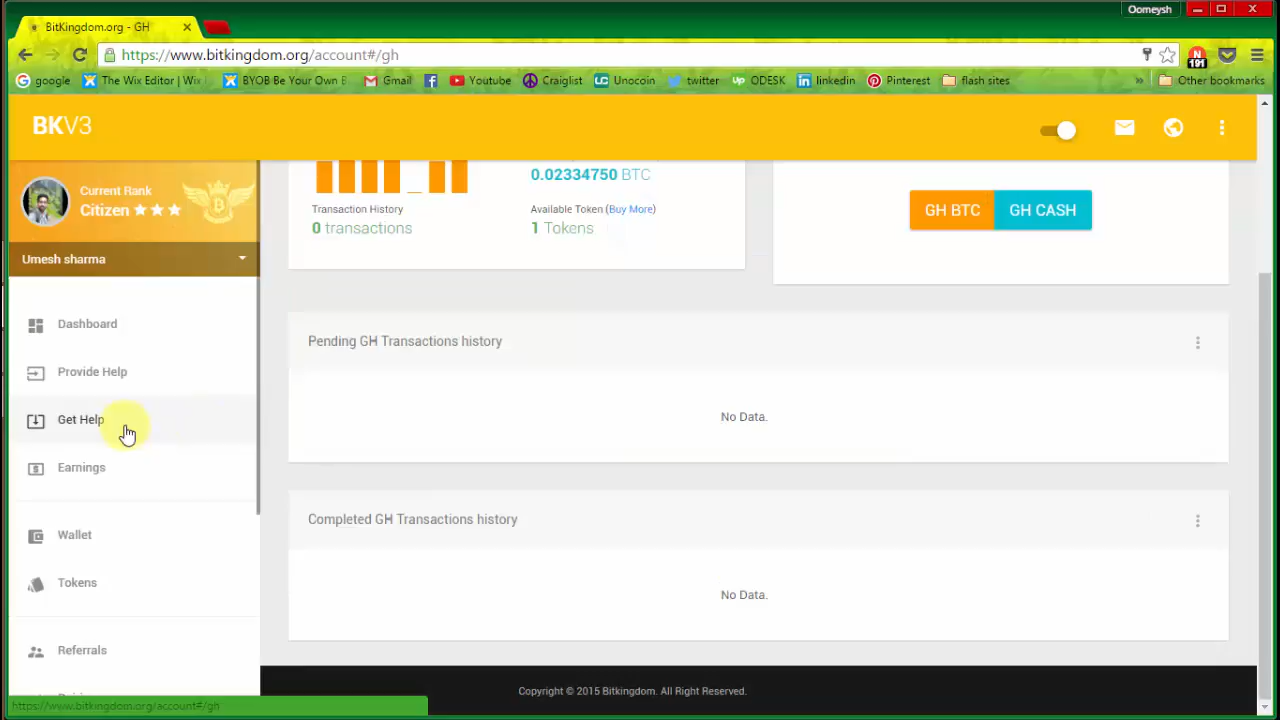 Oomeysh
BitKingdom.org - GH
https://www.bitkingdom.org/account#/gh
google
The Wix Editor | Wix
BYOB Be Your Own B
Gmail
Youtube
Craiglist
Unocoin
twitter
ODESK
linkedin
Pinterest
flash sites
»
Other bookmarks
N
191
BKV3
Current Rank
Citizen
Umesh sharma
Dashboard
Provide Help
Get Help
Earnings
Wallet
Tokens
Referrals
0.02334750 BTC
Transaction History
0 transactions
Available Token (Buy More)
1 Tokens
GH BTC
GH CASH
Pending GH Transactions history
No Data.
Completed GH Transactions history
No Data.
Copyright © 2015 Bitkingdom. All Right Reserved.
https://www.bitkingdom.org/account#/gh